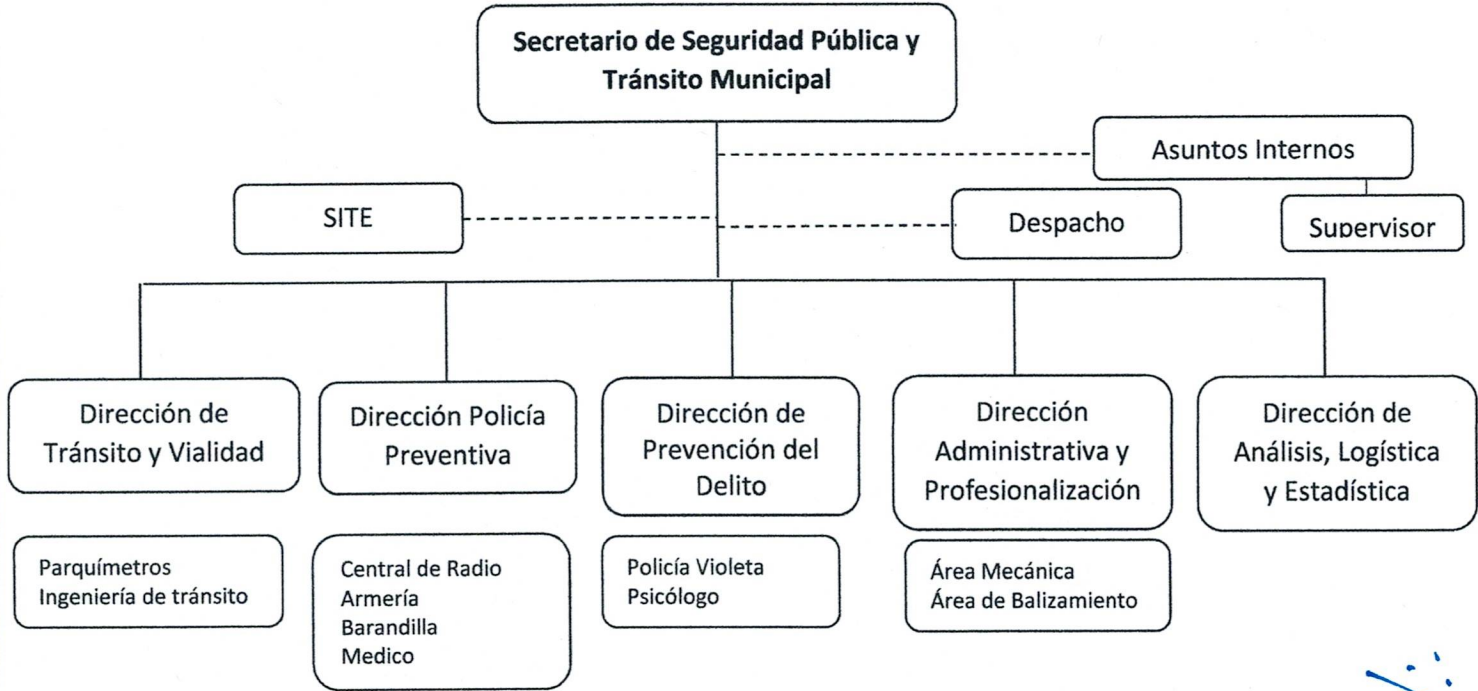 Secretario de Seguridad Pública y
Tránsito Municipal
Asuntos Internos
SITE
Despacho
Supervisor
Dirección de
Tránsito y Vialidad
Dirección Policía
Preventiva
Dirección de
Prevención del
Delito
Dirección
Administrativa y
Profesionalización
Dirección de
Análisis, Logística
y Estadística
Parquímetros
Ingeniería de tránsito
Central de Radio
Armería
Barandilla
Medico
Policía Violeta
Psicólogo
Área Mecánica
Área de Balizamiento